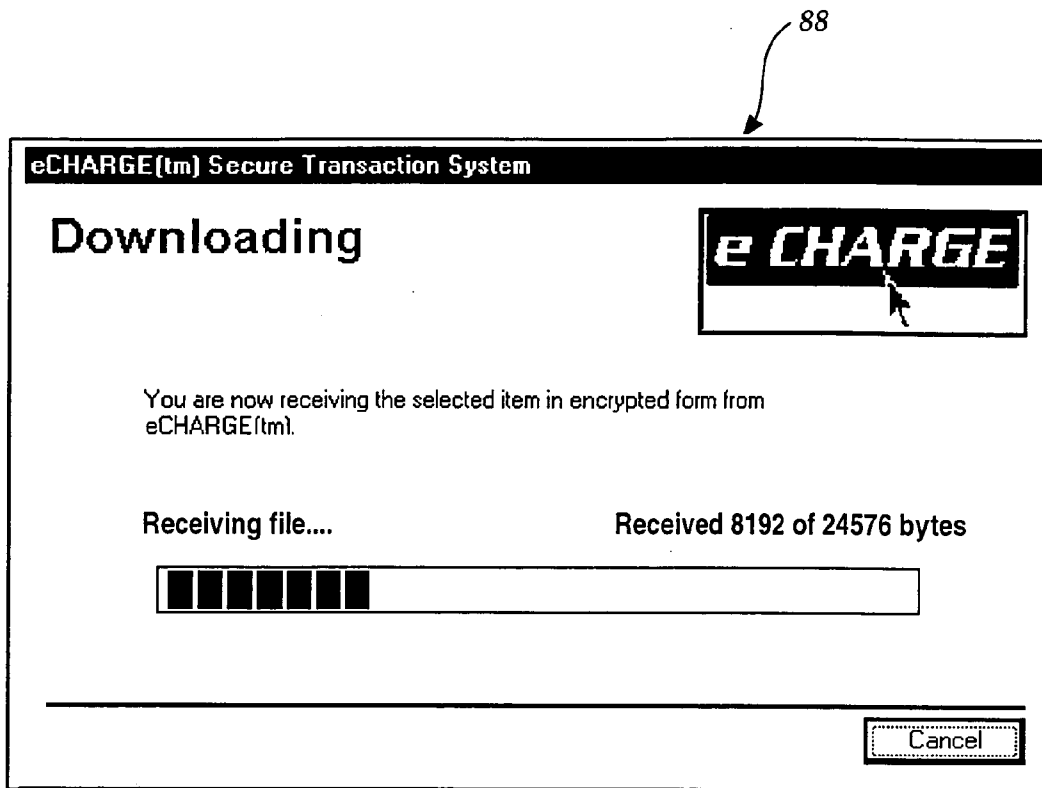 88
eCHARGE(tm) Secure Transaction System
Downloading
e CHARGE
You are now receiving the selected item in encrypted form from
eCHARGE(tm).
Receiving file....
Received 8192 of 24576 bytes
Cancel